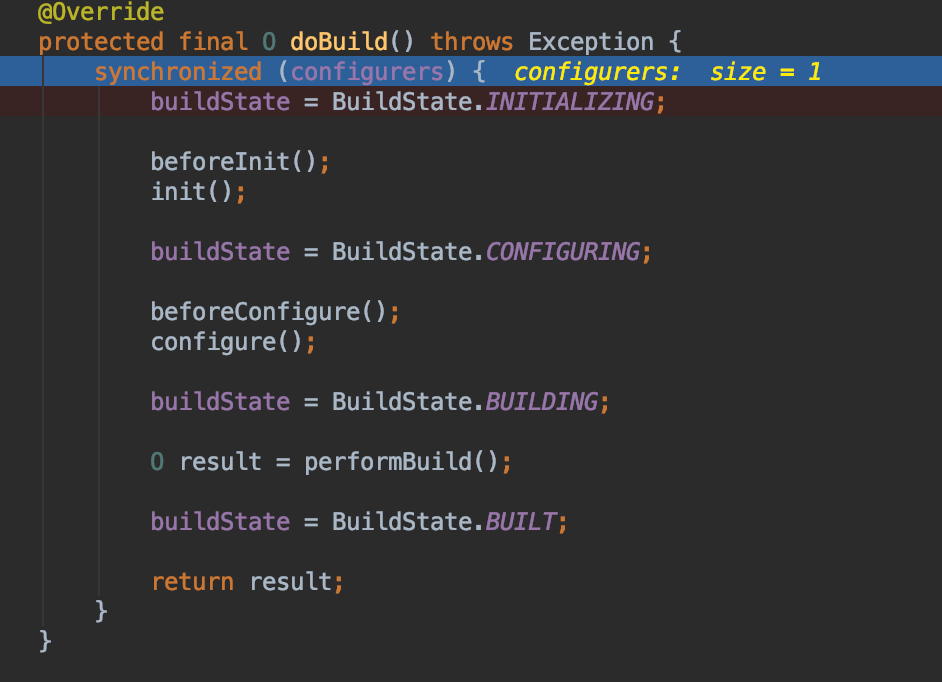 @Override
protected final O doBuild() throws Exception {
synchronized (configurers) { configurers: size = 1
buildState = BuildState.INITIALIZING;
beforeInit();
init();
buildState = BuildState.CONFIGURING;
beforeConfigure();
configure();
buildState = BuildState.BUILDING;
O result = performBuild();
buildState = BuildState.BUILT;
return result;
}
}